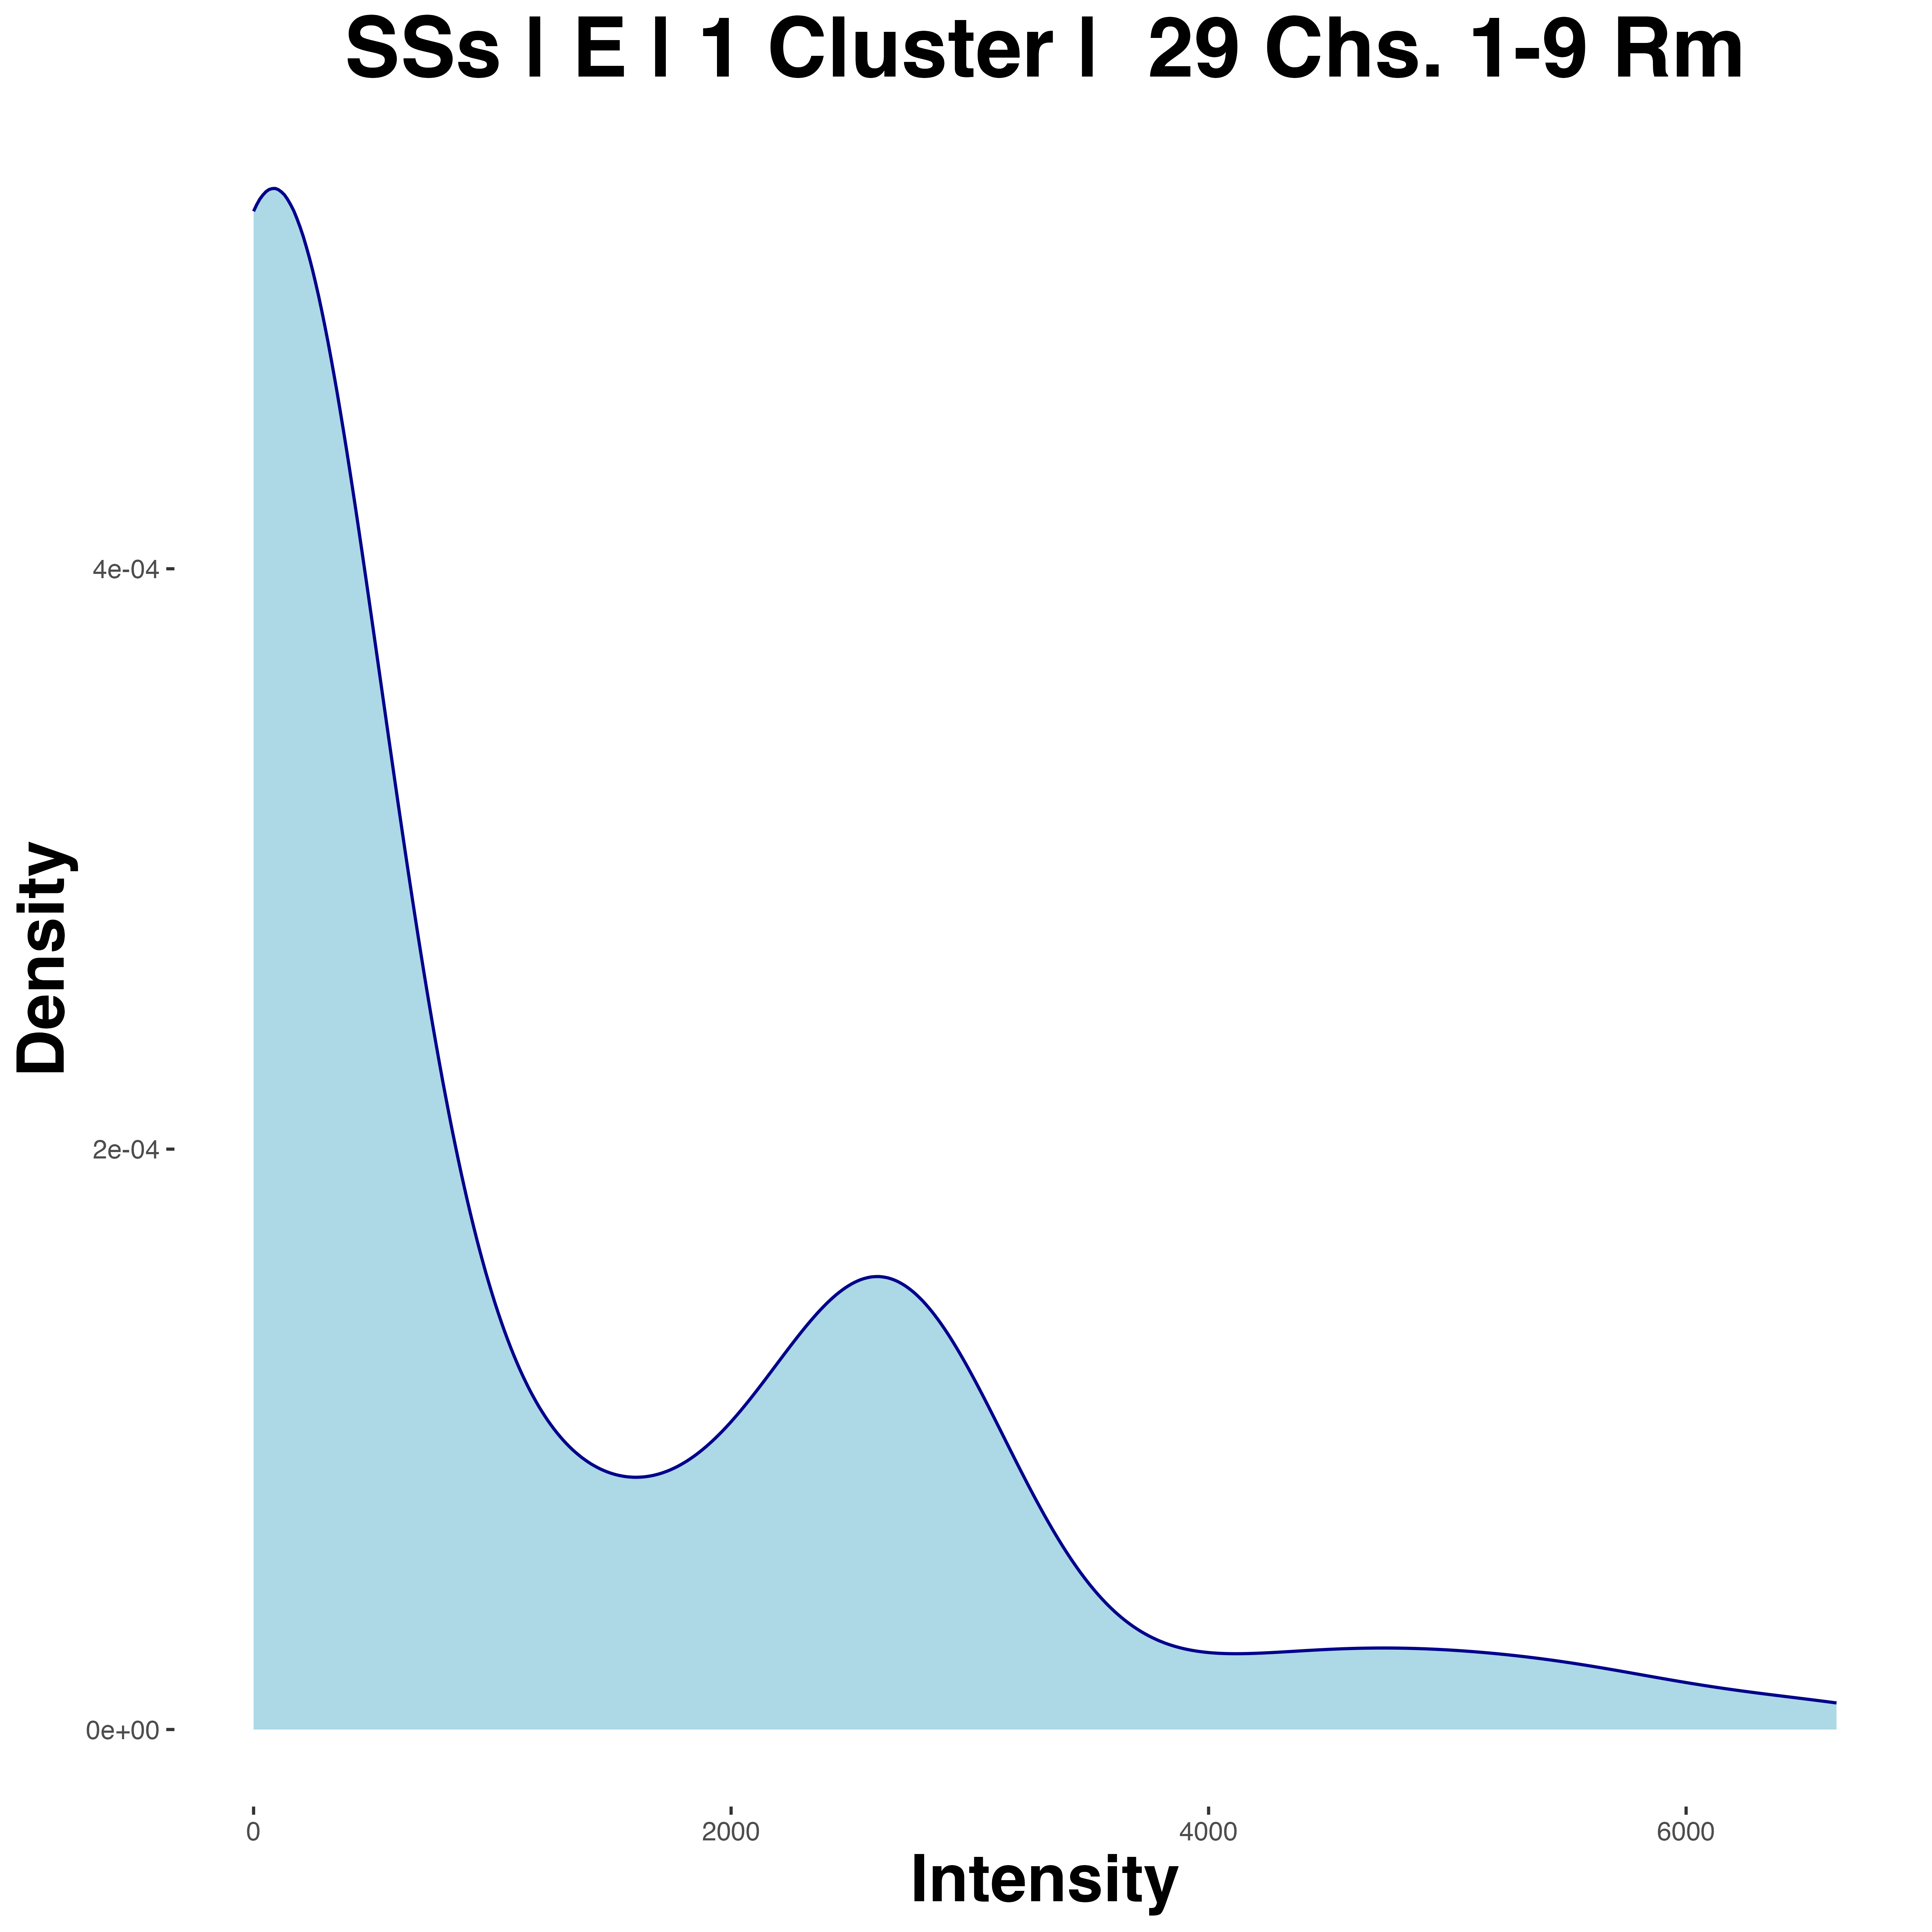 SSs | E | 1 Cluster |  29 Chs. 1-9 Rm
Density
4e-04
2e-04
0e+00
0 2000 4000 6000
Intensity